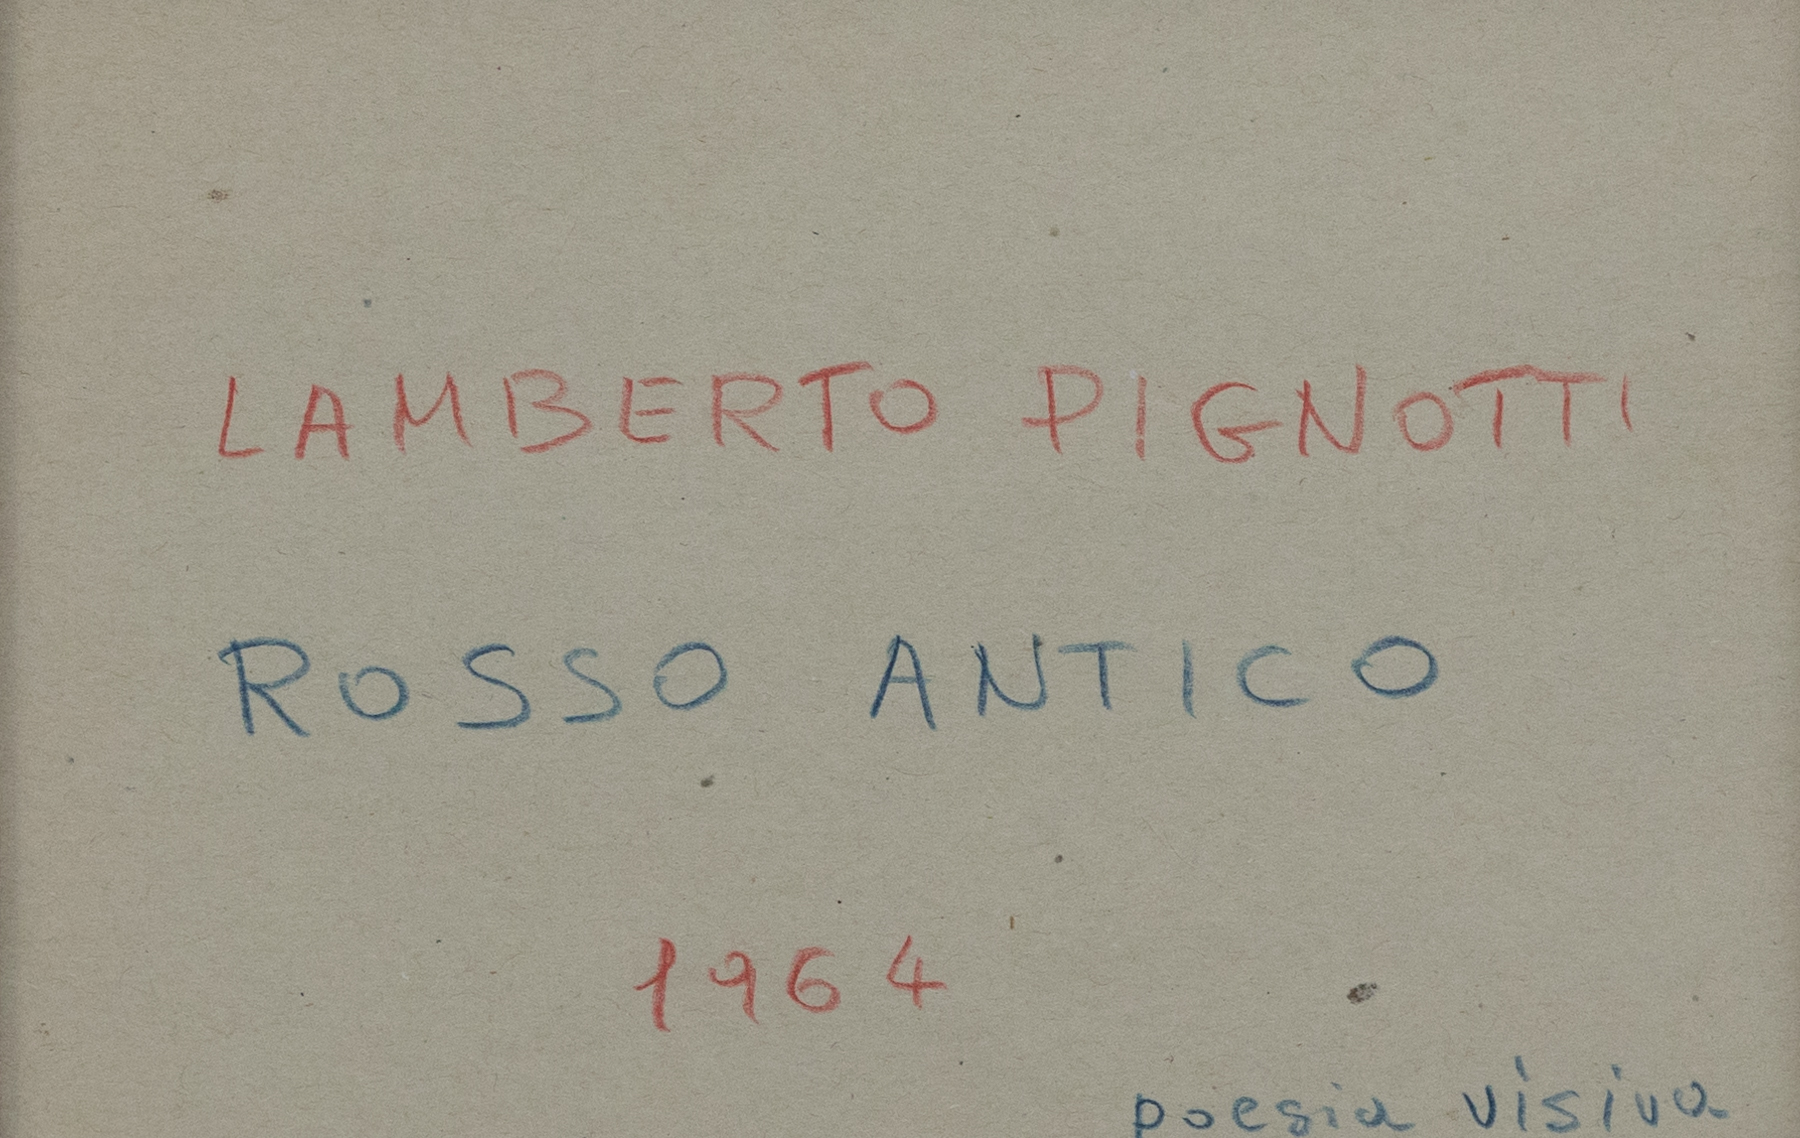 LAMBERTO PIGNOTTI
ROSSO ANTICO
1964
poesia visiva